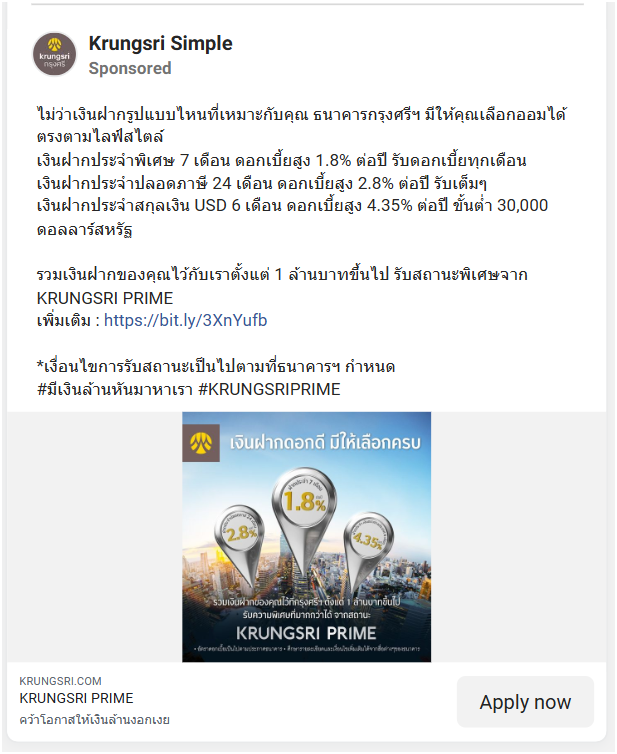 krungsri
กรุงศรี
Krungsri Simple
Sponsored
ไม่ว่าเงินฝากรูปแบบไหนที่เหมาะกับคุณ ธนาคารกรุงศรีฯ มีให้คุณเลือกออมได้
ตรงตามไลฟ์สไตล์
เงินฝากประจำพิเศษ 7 เดือน ดอกเบี้ยสูง 1.8% ต่อปี รับดอกเบี้ยทุกเดือน
เงินฝากประจำปลอดภาษี 24 เดือน ดอกเบี้ยสูง 2.8% ต่อปี รับเต็มๆ
เงินฝากประจำสกุลเงิน USD 6 เดือน ดอกเบี้ยสูง 4.35% ต่อปี ขั้นต่ำ 30,000
ดอลลาร์สหรัฐ
รวมเงินฝากของคุณไว้กับเราตั้งแต่ 1 ล้านบาทขึ้นไป รับสถานะพิเศษจาก
KRUNGSRI PRIME
เพิ่มเติม : https://bit.ly/3XnYufb
*เงื่อนไขการรับสถานะเป็นไปตามที่ธนาคารฯ กำหนด
#มีเงินล้านหันมาหาเรา #KRUNGSRIPRIME
เงินฝากดอกดี มีให้เลือกครบ
ฝากประจำ 7 เดือน
1.8%
2.8%
4.35%
รวมเงินฝากของคุณไว้ที่กรุงศรีฯ ตั้งแต่ 1 ล้านบาทขึ้นไป
รับความพิเศษที่มากกว่าได้ จากสถานะ
KRUNGSRI PRIME
KRUNGSRI.COM
KRUNGSRI PRIME
คว้าโอกาสให้เงินล้านงอกเงย
Apply now